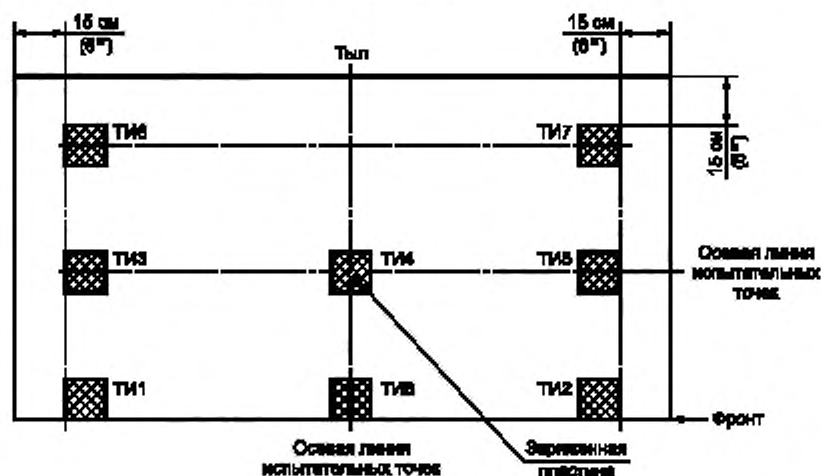 15 см
(6")
15 см
(6")
Тыл
ТИ6
ТИ7
15 см
(6")
ТИ3
ТИ4
ТИ5
Осевая линия
испытательных
точек
ТИ1
ТИ8
ТИ2
Фронт
Осевая линия
испытательных точек
Заряженная
пластина